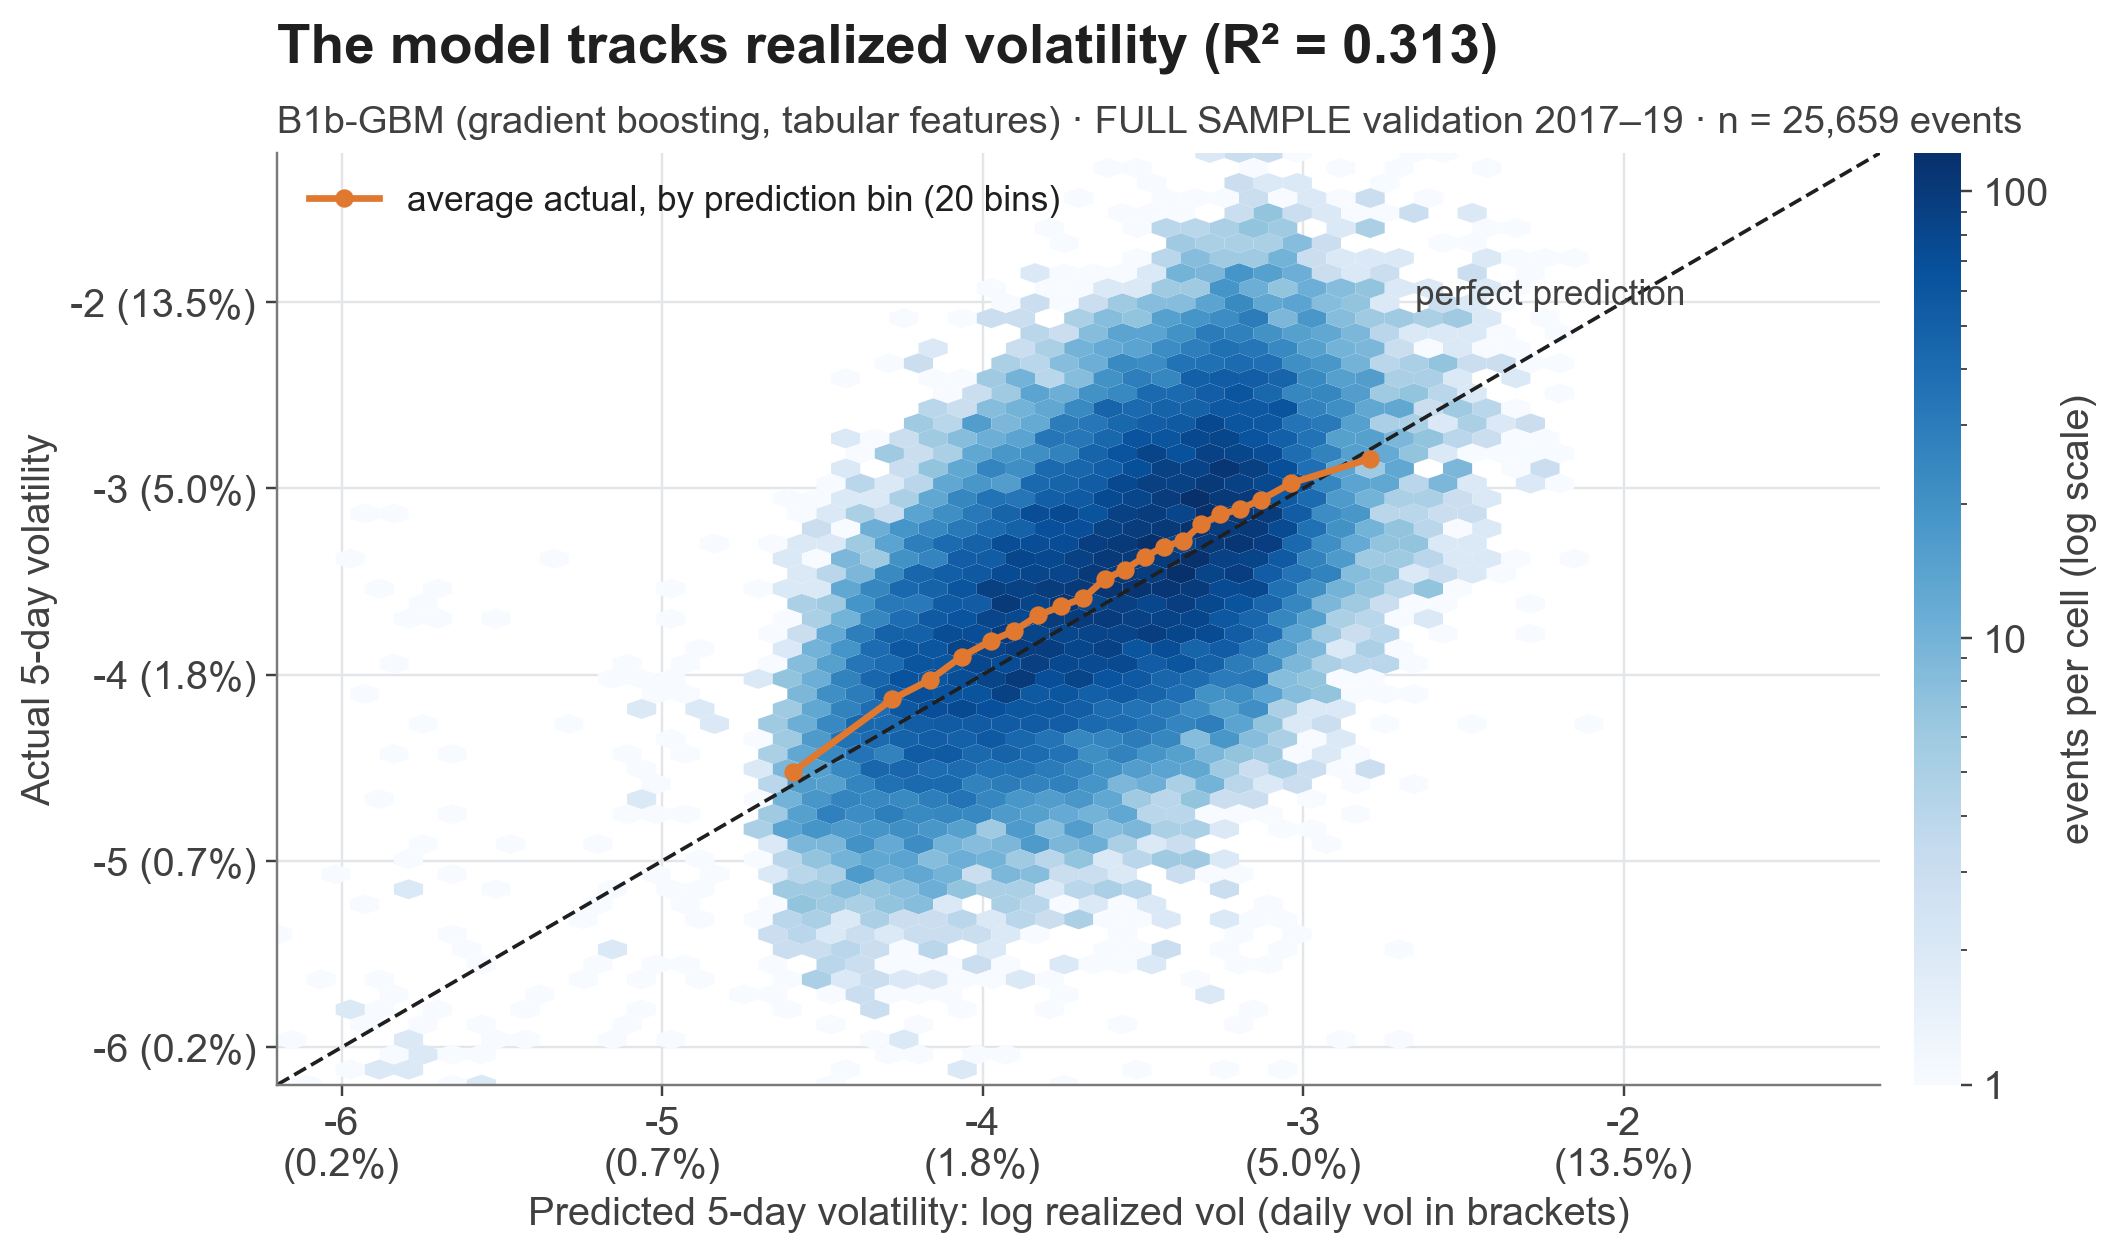 The model tracks realized volatility (R² = 0.313)
B1b-GBM (gradient boosting, tabular features) · FULL SAMPLE validation 2017–19 · n = 25,659 events
average actual, by prediction bin (20 bins)
perfect prediction
Actual 5-day volatility
-2 (13.5%)
-3 (5.0%)
-4 (1.8%)
-5 (0.7%)
-6 (0.2%)
-6 -5 -4 -3 -2
(0.2%) (0.7%) (1.8%) (5.0%) (13.5%)
Predicted 5-day volatility: log realized vol (daily vol in brackets)
100
10
1
events per cell (log scale)